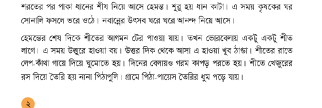 শরতের পর পাকা ধানের শীষ নিয়ে আসে হেমন্ত। শুরু হয় ধান কাটা। এ সময় কৃষকের ঘর
সোনালি ফসলে ভরে ওঠে। নবান্নের উৎসব ঘরে ঘরে আনন্দ নিয়ে আসে।
হেমন্তের শেষ দিকে শীতের আগমন টের পাওয়া যায়। তখন ভোরবেলায় একটু একটু শীত
লাগে। এ সময় উত্তুরে হাওয়া বয়। উত্তর দিক থেকে আসা এ হাওয়া খুব ঠান্ডা। শীতের রাতে
লেপ-কাঁথা গায়ে দিয়ে ঘুমোতে হয়। দিনের বেলায়ও গরম কাপড় পরতে হয়। শীতে খেজুরের
রস দিয়ে তৈরি হয় নানা পিঠাপুলি। গ্রামে পিঠা-পায়েস তৈরির ধুম পড়ে যায়।
২